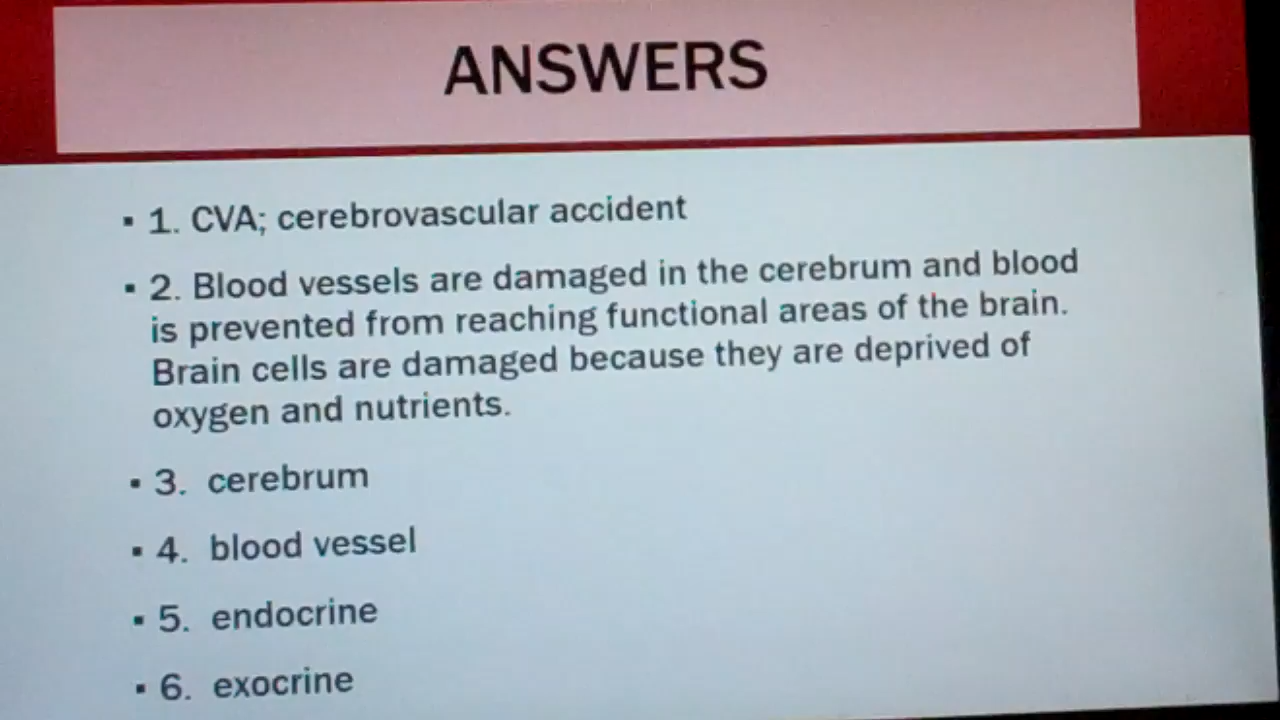 ANSWERS
▪ 1. CVA; cerebrovascular accident
▪ 2. Blood vessels are damaged in the cerebrum and blood
is prevented from reaching functional areas of the brain.
Brain cells are damaged because they are deprived of
oxygen and nutrients.
▪ 3. cerebrum
▪ 4. blood vessel
▪ 5. endocrine
▪ 6. exocrine